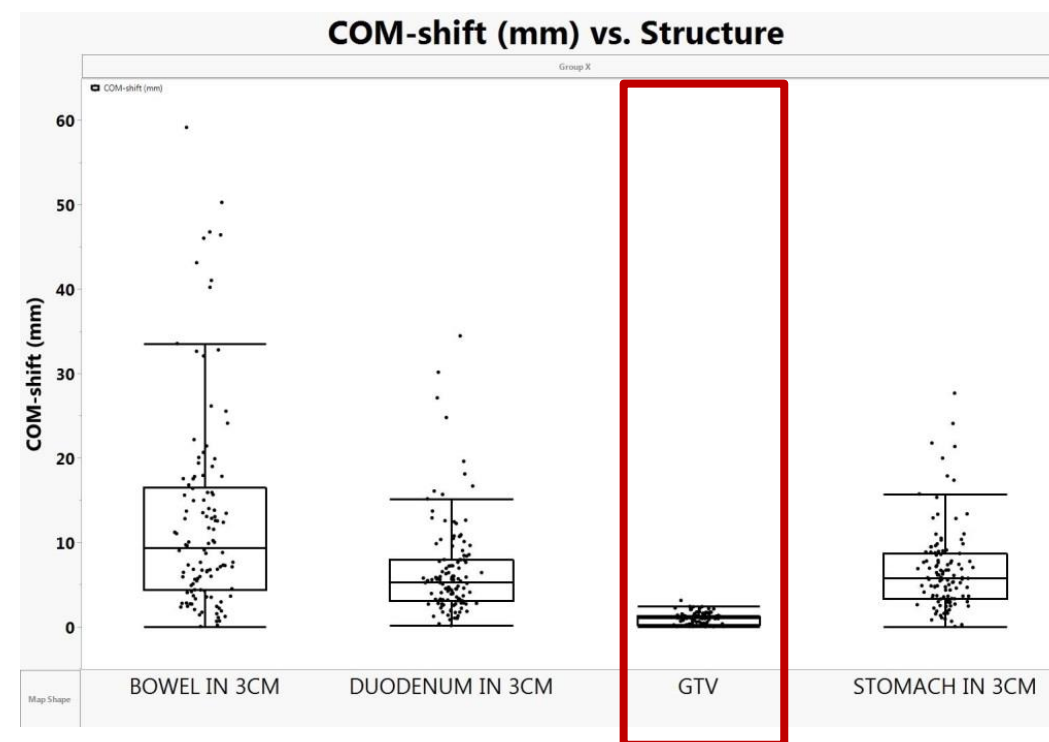 COM-shift (mm) vs. Structure
Group X
COM-shift (mm)
60
50
40
30
20
10
0
COM-shift (mm)
BOWEL IN 3CM
DUODENUM IN 3CM
GTV
STOMACH IN 3CM
Map Shape